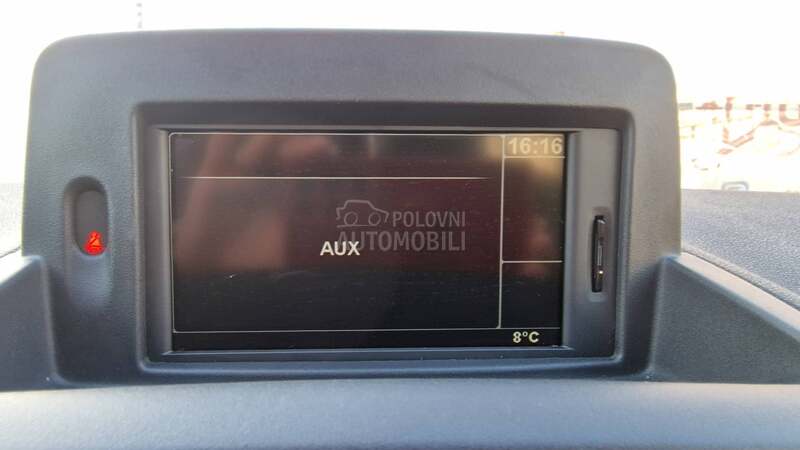 16:16
POLOVNI
AUTOMOBILI
AUX
8°C